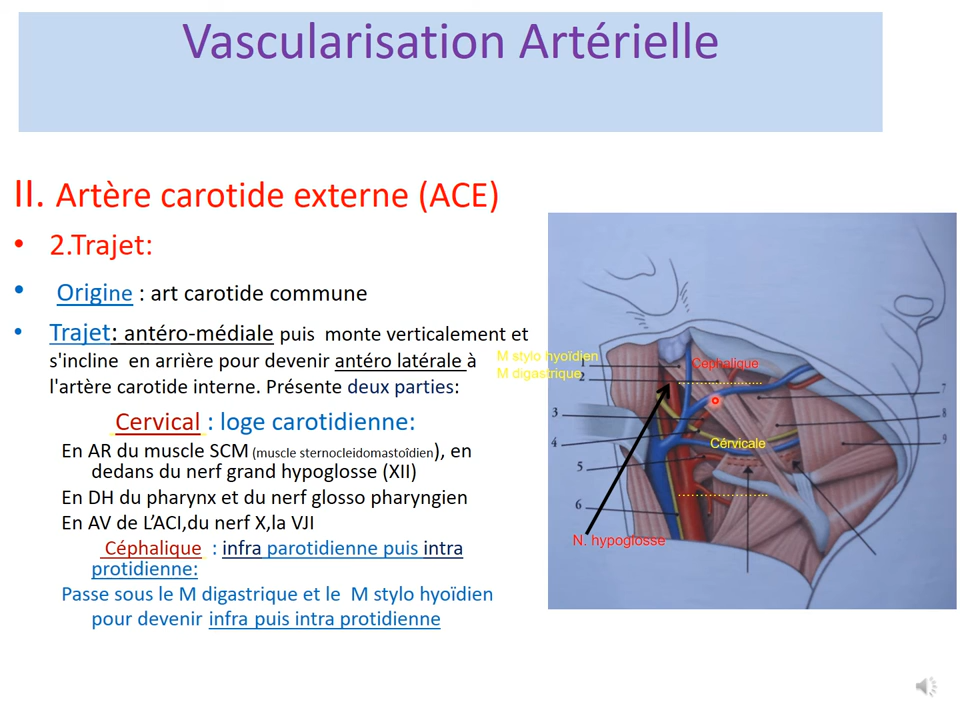 Vascularisation Artérielle
II. Artère carotide externe (ACE)
• 2.Trajet:
• Origine : art carotide commune
• Trajet: antéro-médiale puis monte verticalement et
s'incline en arrière pour devenir antéro latérale à
l'artère carotide interne. Présente deux parties:
Cervical : loge carotidienne:
En AR du muscle SCM (muscle sternocleidomastoïdien), en
dedans du nerf grand hypoglosse (XII)
En DH du pharynx et du nerf glosso pharyngien
En AV de L'ACI,du nerf X,la VJI
Céphalique : infra parotidienne puis intra
protidienne:
Passe sous le M digastrique et le M stylo hyoïdien
pour devenir infra puis intra protidienne
M stylo hyoïdien
M digastrique
Cephalique
Cérvicale
N. hypoglosse
1
2
3
4
5
6
7
8
9